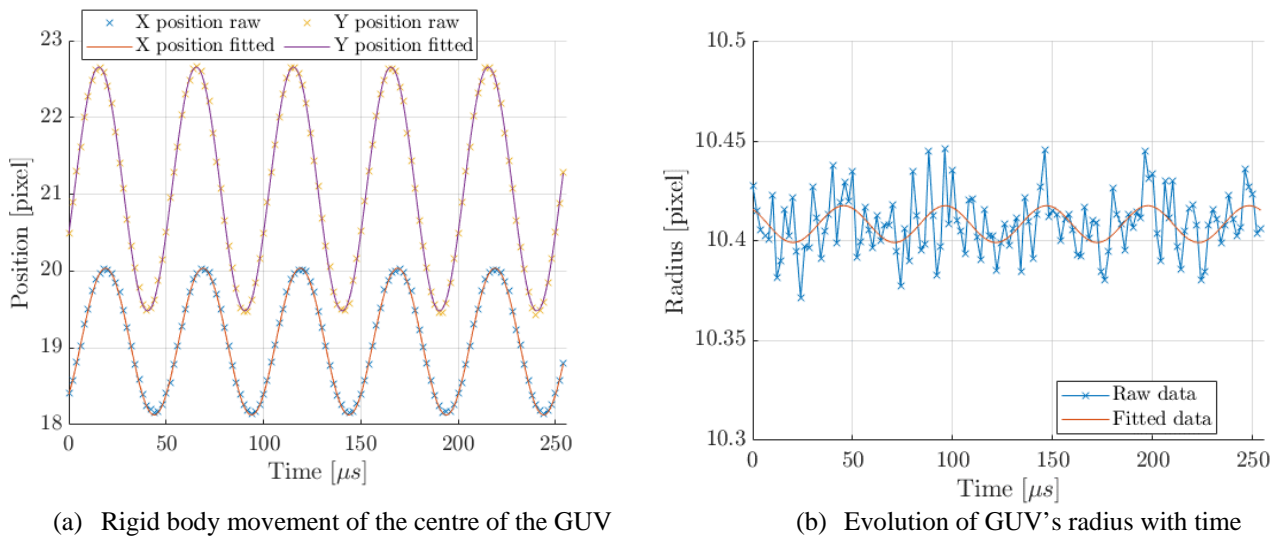 X position raw
Y position raw
X position fitted
Y position fitted
23
22
21
20
19
18
Position [pixel]
0
50
100
150
200
250
Time [μs]
(a) Rigid body movement of the centre of the GUV
10.5
10.45
10.4
10.35
10.3
Radius [pixel]
Raw data
Fitted data
0
50
100
150
200
250
Time [μs]
(b) Evolution of GUV's radius with time